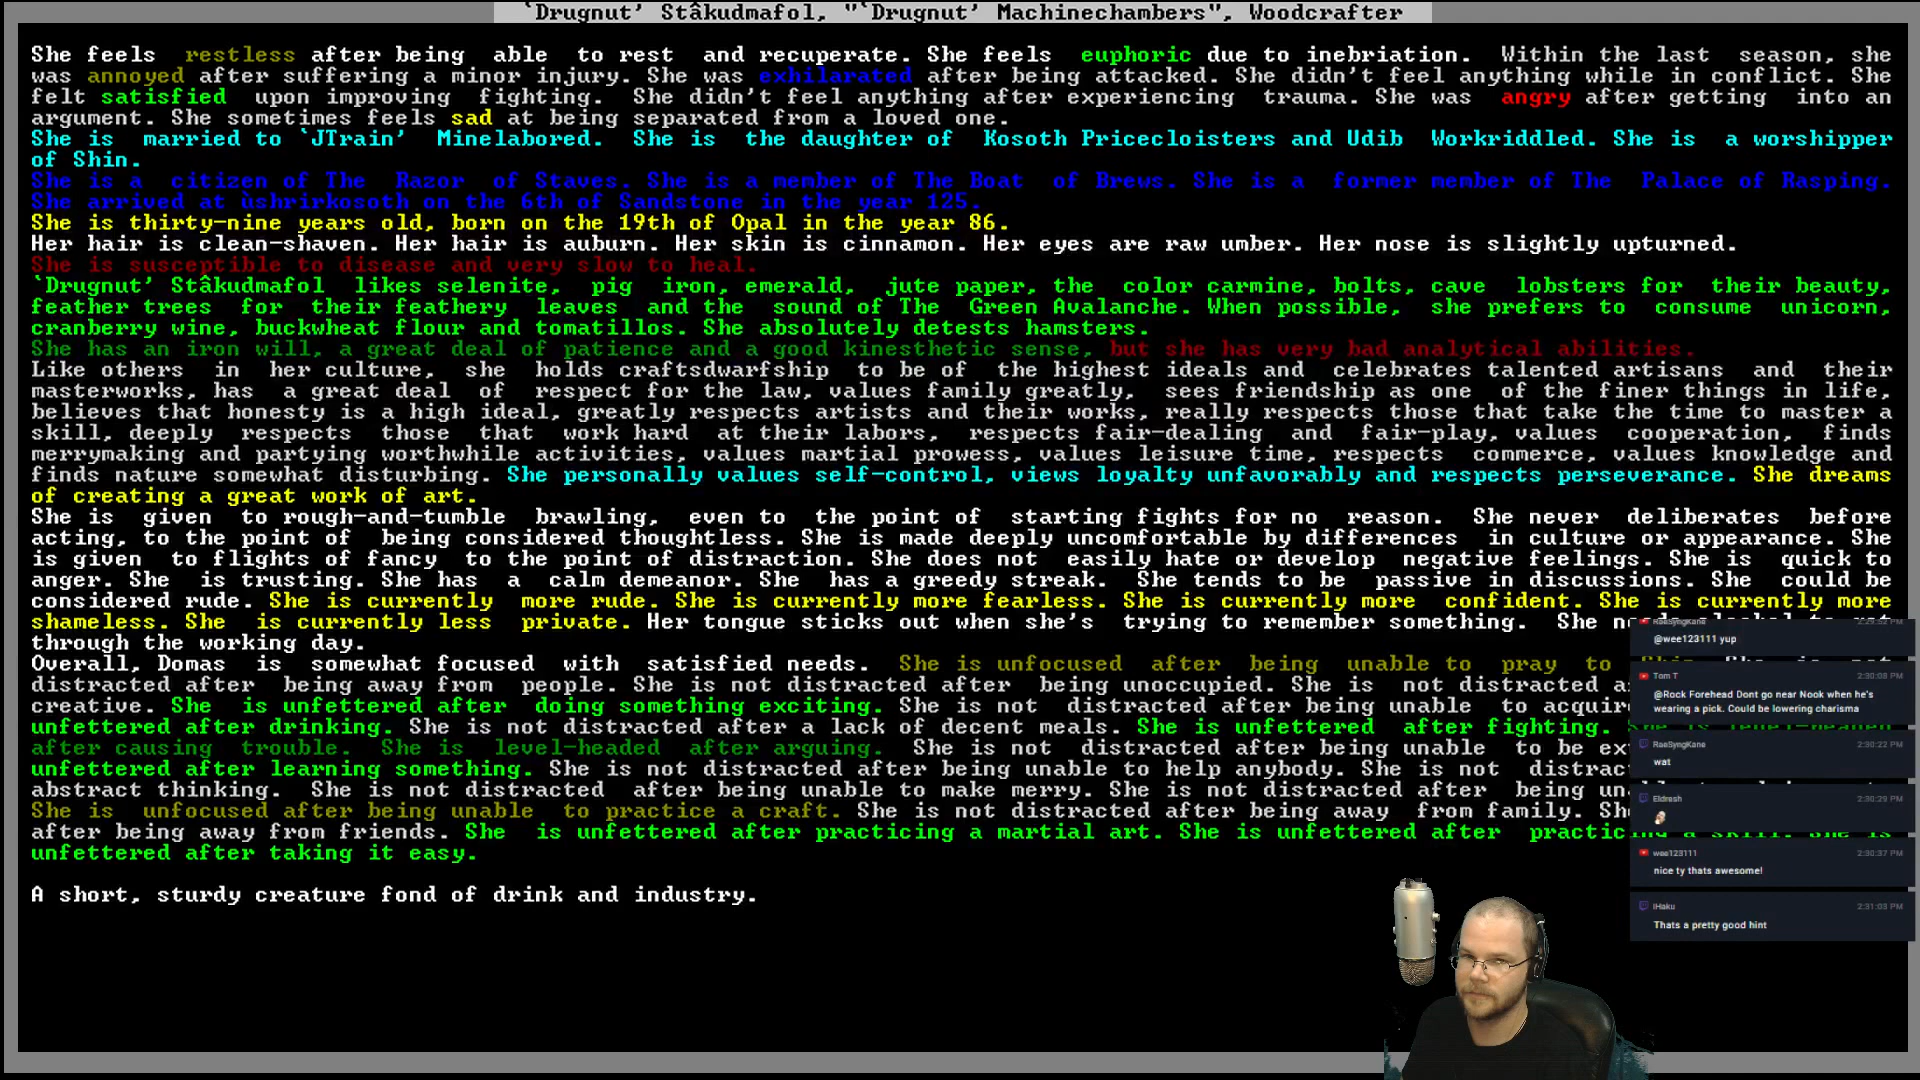 `Drugnut' Stâkudmafol, "`Drugnut' Machinechambers", Woodcrafter
She feels restless after being able to rest and recuperate. She feels euphoric due to inebriation. Within the last season, she
was annoyed after suffering a minor injury. She was exhilarated after being attacked. She didn't feel anything while in conflict. She
felt satisfied upon improving fighting. She didn't feel anything after experiencing trauma. She was angry after getting into an
argument. She sometimes feels sad at being separated from a loved one.
She is married to `JTrain' Minelabored. She is the daughter of Kosoth Pricecloisters and Udib Workriddled. She is a worshipper
of Shin.
She is a citizen of The Razor of Staves. She is a member of The Boat of Brews. She is a former member of The Palace of Rasping.
She arrived at ùshrirkosoth on the 6th of Sandstone in the year 125.
She is thirty-nine years old, born on the 19th of Opal in the year 86.
Her hair is clean-shaven. Her hair is auburn. Her skin is cinnamon. Her eyes are raw umber. Her nose is slightly upturned.
She is susceptible to disease and very slow to heal.
`Drugnut' Stâkudmafol likes selenite, pig iron, emerald, jute paper, the color carmine, bolts, cave lobsters for their beauty,
feather trees for their feathery leaves and the sound of The Green Avalanche. When possible, she prefers to consume unicorn,
cranberry wine, buckwheat flour and tomatillos. She absolutely detests hamsters.
She has an iron will, a great deal of patience and a good kinesthetic sense, but she has very bad analytical abilities.
Like others in her culture, she holds craftsdwarfship to be of the highest ideals and celebrates talented artisans and their
masterworks, has a great deal of respect for the law, values family greatly, sees friendship as one of the finer things in life,
believes that honesty is a high ideal, greatly respects artists and their works, really respects those that take the time to master a
skill, deeply respects those that work hard at their labors, respects fair-dealing and fair-play, values cooperation, finds
merrymaking and partying worthwhile activities, values martial prowess, values leisure time, respects commerce, values knowledge and
finds nature somewhat disturbing. She personally values self-control, views loyalty unfavorably and respects perseverance. She dreams
of creating a great work of art.
She is given to rough-and-tumble brawling, even to the point of starting fights for no reason. She never deliberates before
acting, to the point of being considered thoughtless. She is made deeply uncomfortable by differences in culture or appearance. She
is given to flights of fancy to the point of distraction. She does not easily hate or develop negative feelings. She is quick to
anger. She is trusting. She has a calm demeanor. She has a greedy streak. She tends to be passive in discussions. She could be
considered rude. She is currently more rude. She is currently more fearless. She is currently more confident. She is currently more
shameless. She is currently less private. Her tongue sticks out when she's trying to remember something. She
through the working day.
Overall, Domas is somewhat focused with satisfied needs. She is unfocused after being unable to pray to
distracted after being away from people. She is not distracted after being unoccupied. She is not distracted
creative. She is unfettered after doing something exciting. She is not distracted after being unable to
unfettered after drinking. She is not distracted after a lack of decent meals. She is unfettered after fighting. She is level-headed
after causing trouble. She is level-headed after arguing. She is not distracted after being unable to be
unfettered after learning something. She is not distracted after being unable to help anybody. She is not
abstract thinking. She is not distracted after being unable to make merry. She is not distracted after being
She is unfocused after being unable to practice a craft. She is not distracted after being away from family.
after being away from friends. She is unfettered after practicing a martial art. She is unfettered after practicing a skill. She is
unfettered after taking it easy.
A short, sturdy creature fond of drink and industry.
RaeSyngKane
@wee123111 yup
Tom T 2:30:08 PM
@Rock Forehead Dont go near Nook when he's
wearing a pick. Could be lowering charisma
RaeSyngKane 2:30:22 PM
wat
Eldresh 2:30:29 PM
wee123111 2:30:37 PM
nice ty thats awesome!
IHaku 2:31:03 PM
Thats a pretty good hint